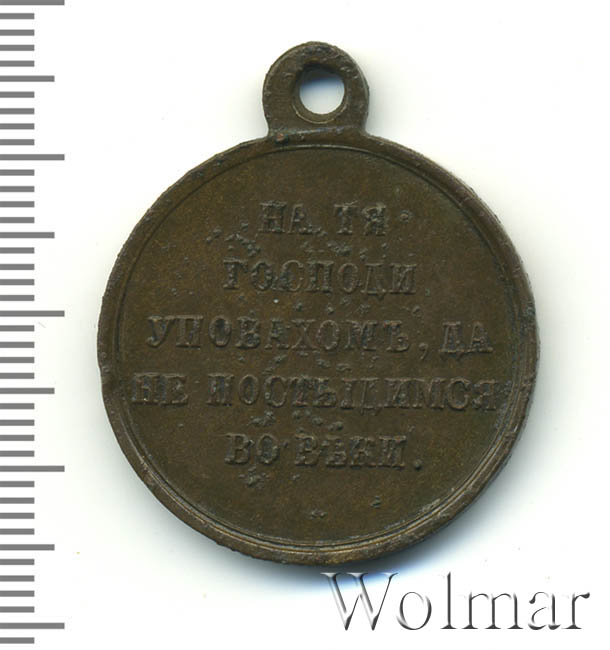 НА ТЯ
ГОСПОДИ
УПОВАХОМЪ, ДА
НЕ ПОСТЫДИМСЯ
ВО ВѢКИ.
Wolmar